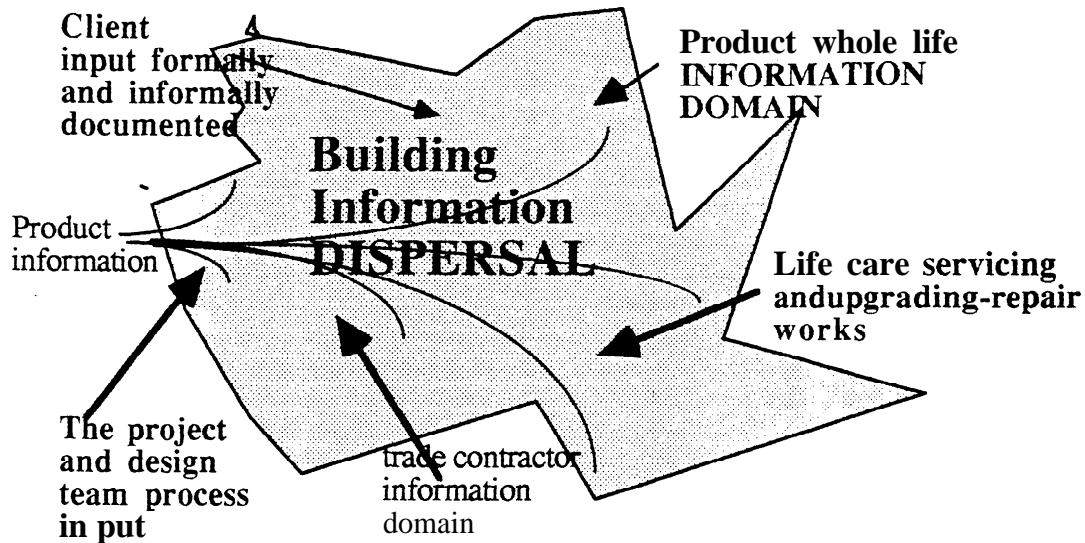 Client
input formally
and informally
documented
Product whole life
INFORMATION
DOMAIN
Building
Information
DISPERSAL
Product
information
Life care servicing
andupgrading-repair
works
The project
and design
team process
in put
trade contractor
information
domain